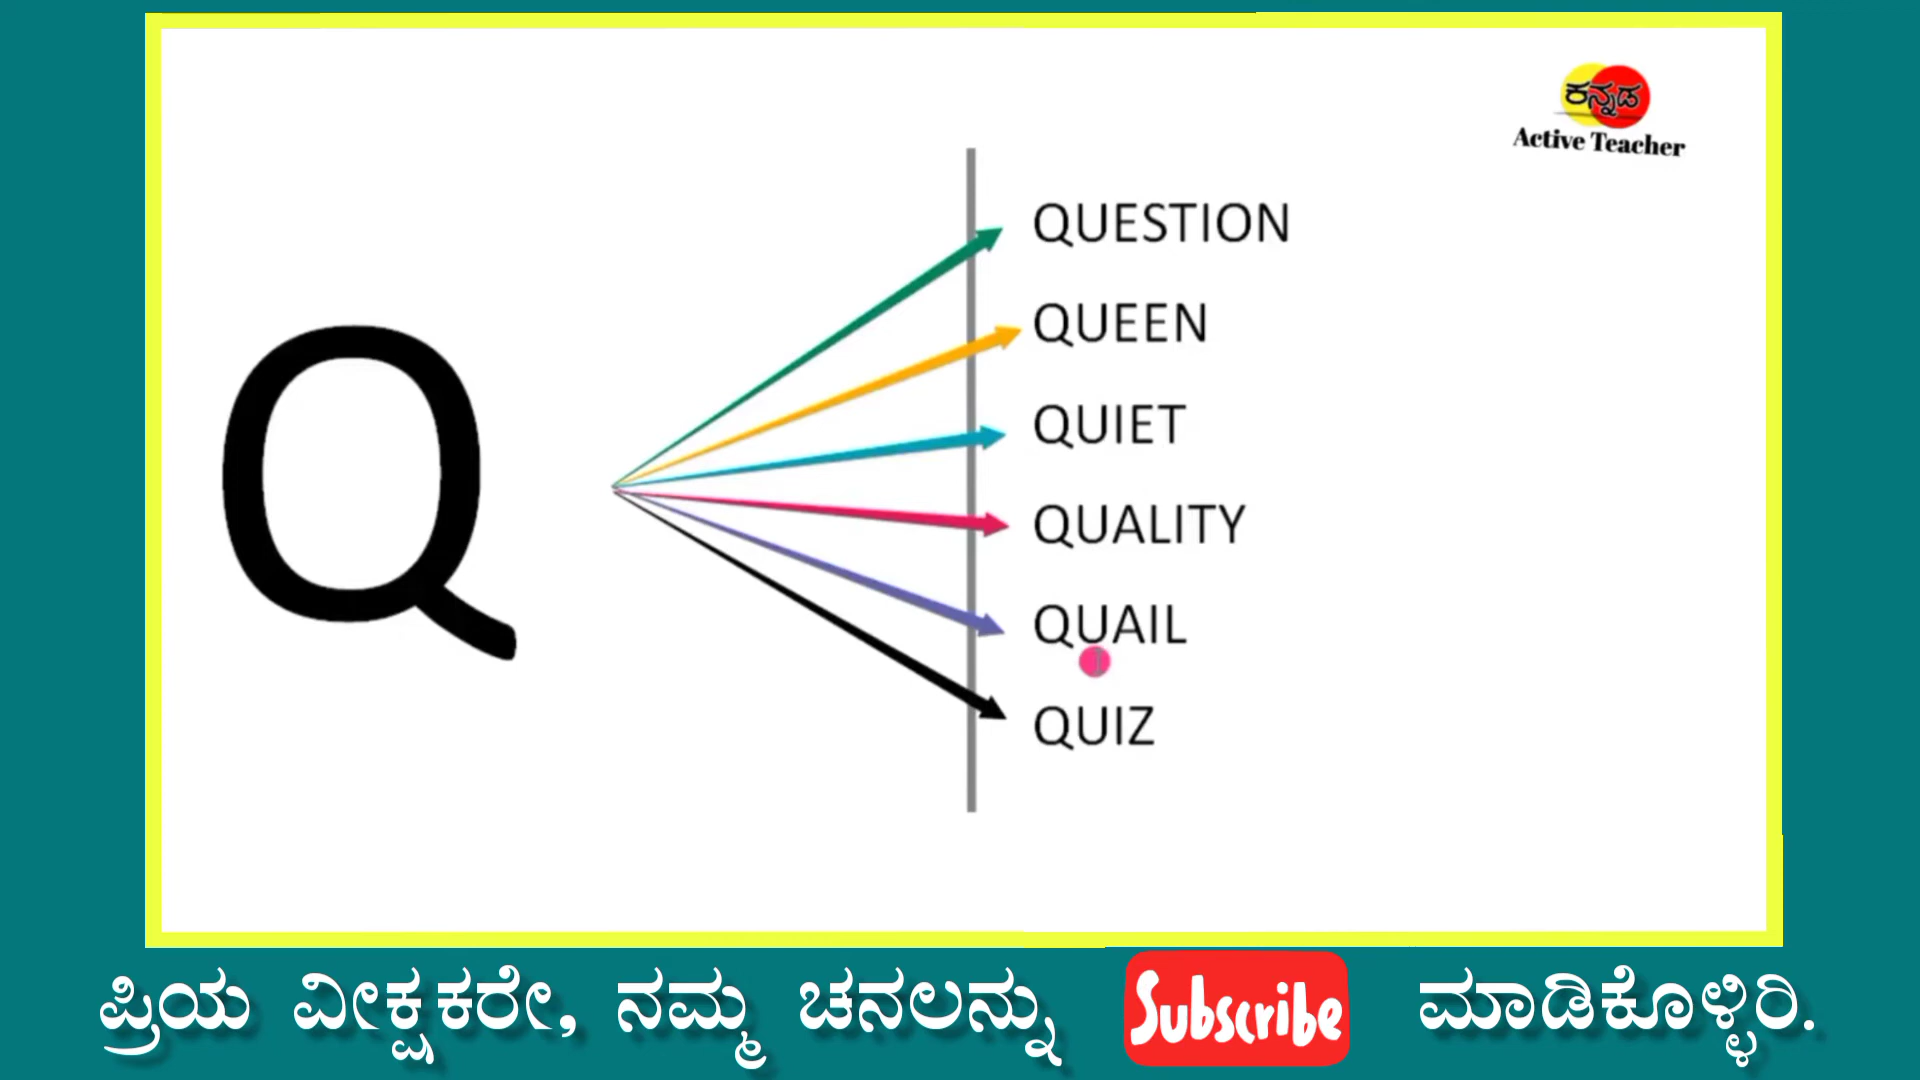 ಕನ್ನಡ
Active Teacher
Q
QUESTION
QUEEN
QUIET
QUALITY
QUAIL
QUIZ
ಪ್ರಿಯ ವೀಕ್ಷಕರೇ, ನಮ್ಮ ಚನಲನ್ನು Subscribe ಮಾಡಿಕೊಳ್ಳಿರಿ.